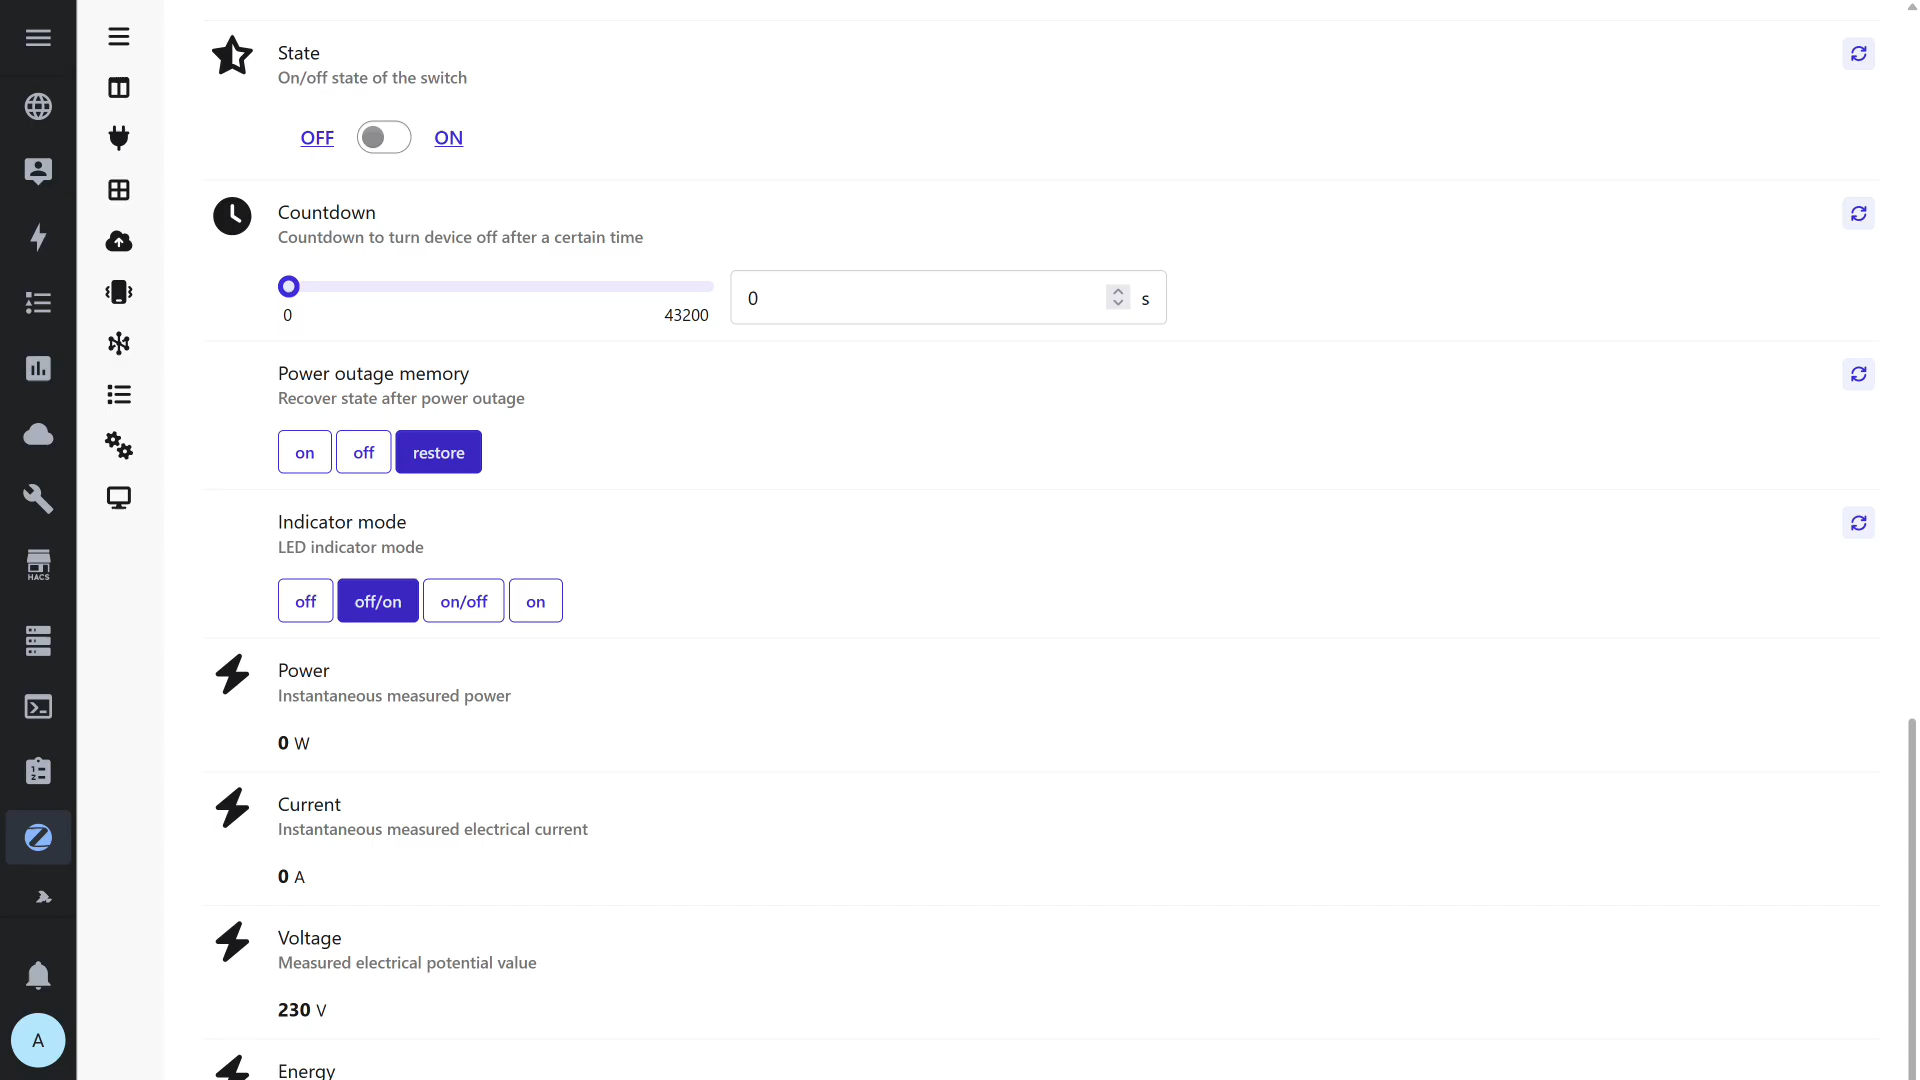 State
On/off state of the switch
OFF ON
Countdown
Countdown to turn device off after a certain time
0 s
0 43200
Power outage memory
Recover state after power outage
on off restore
Indicator mode
LED indicator mode
off off/on on/off on
HACS
Power
Instantaneous measured power
0 W
Current
Instantaneous measured electrical current
0 A
Voltage
Measured electrical potential value
230 V
A
Energy